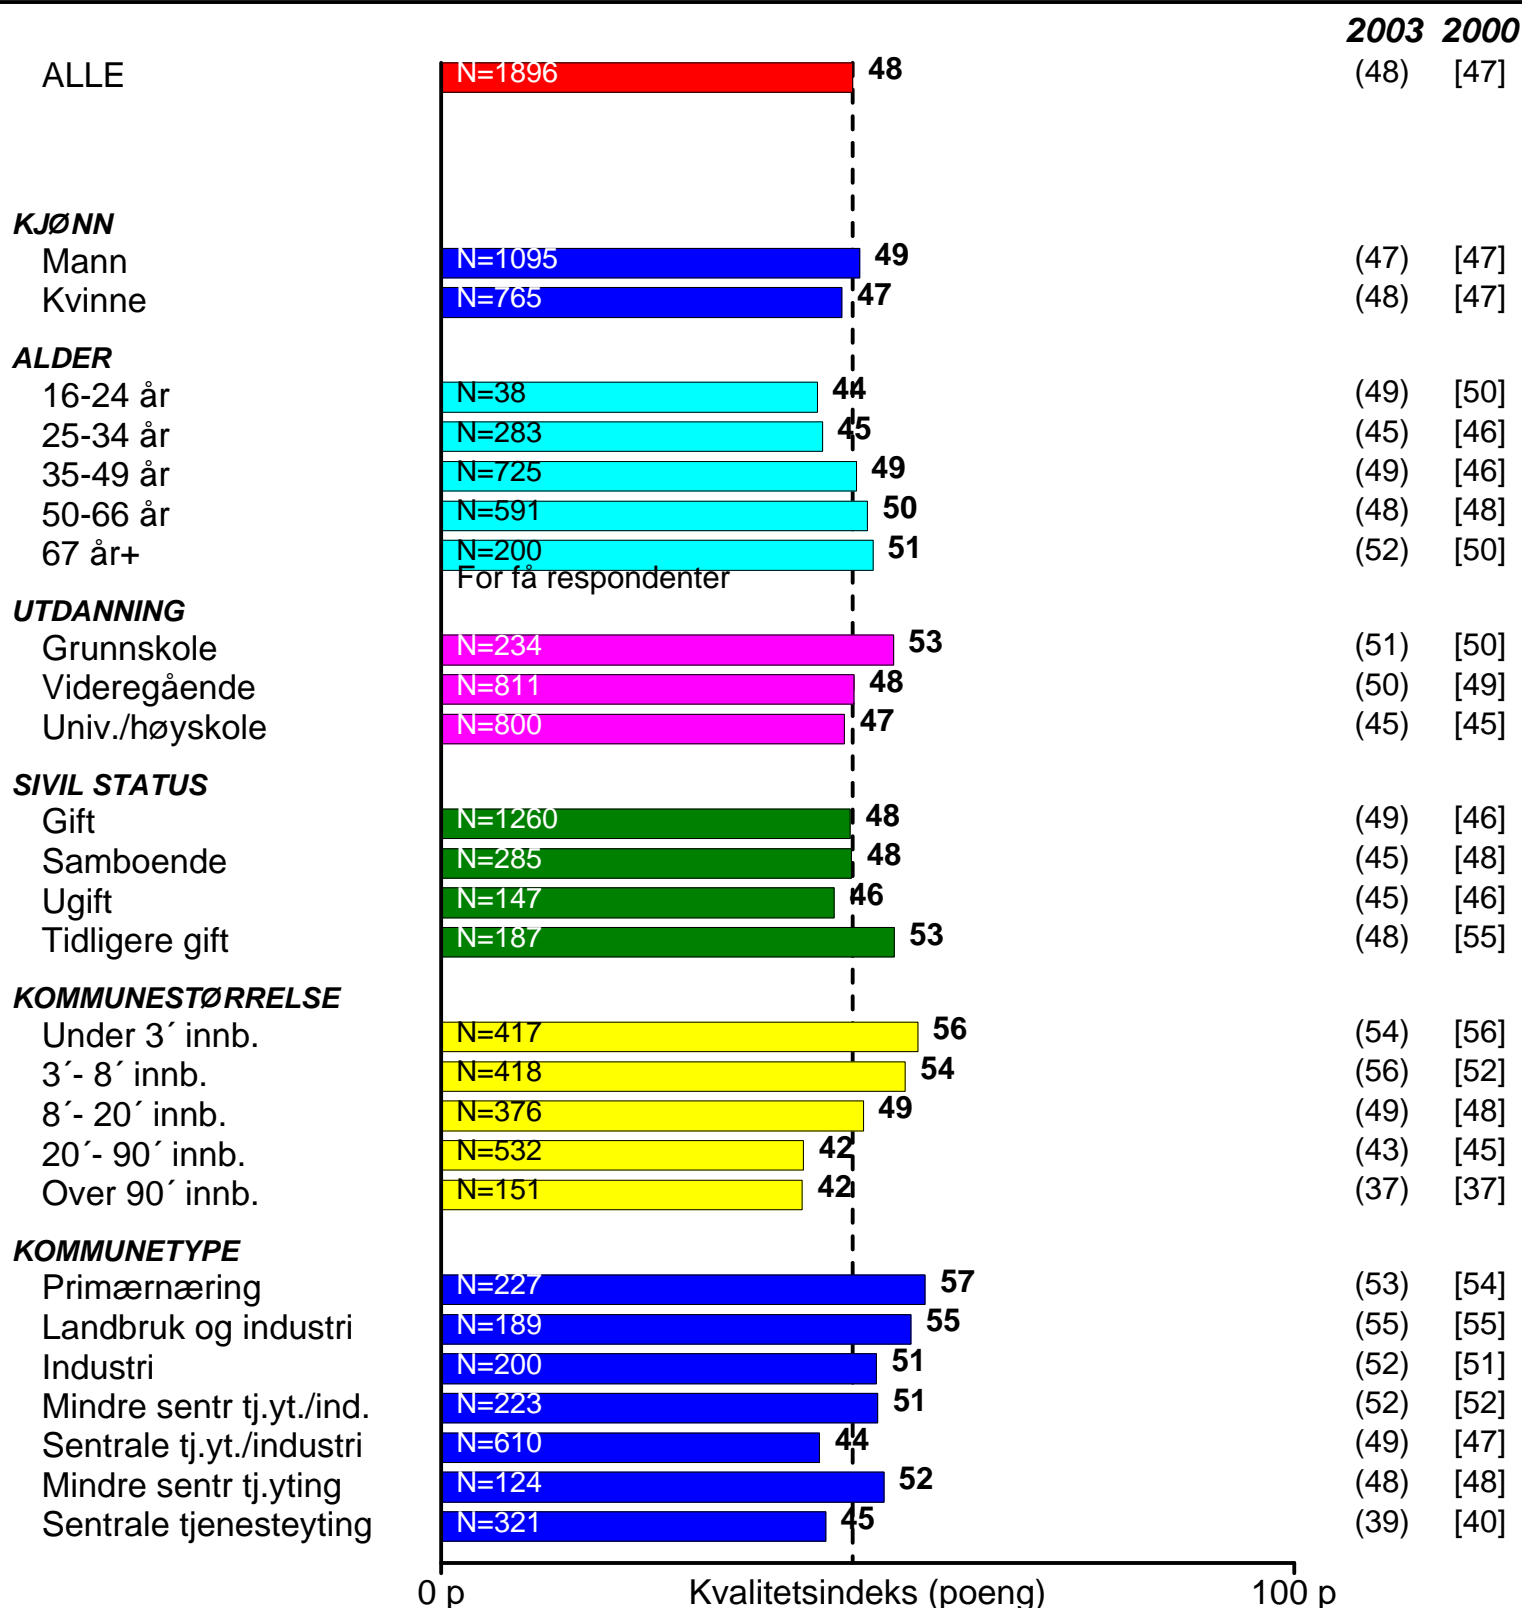 2003 2000
ALLE N=1896 48 (48) [47]
KJØNN
Mann N=1095 49 (47) [47]
Kvinne N=765 47 (48) [47]
ALDER
16-24 år N=38 44 (49) [50]
25-34 år N=283 45 (45) [46]
35-49 år N=725 49 (49) [46]
50-66 år N=591 50 (48) [48]
67 år+ N=200 51 (52) [50]
For få respondenter
UTDANNING
Grunnskole N=234 53 (51) [50]
Videregående N=811 48 (50) [49]
Univ./høyskole N=800 47 (45) [45]
SIVIL STATUS
Gift N=1260 48 (49) [46]
Samboende N=285 48 (45) [48]
Ugift N=147 46 (45) [46]
Tidligere gift N=187 53 (48) [55]
KOMMUNESTØRRELSE
Under 3´ innb. N=417 56 (54) [56]
3´- 8´ innb. N=418 54 (56) [52]
8´- 20´ innb. N=376 49 (49) [48]
20´- 90´ innb. N=532 42 (43) [45]
Over 90´ innb. N=151 42 (37) [37]
KOMMUNETYPE
Primærnæring N=227 57 (53) [54]
Landbruk og industri N=189 55 (55) [55]
Industri N=200 51 (52) [51]
Mindre sentr tj.yt./ind. N=223 51 (52) [52]
Sentrale tj.yt./industri N=610 44 (49) [47]
Mindre sentr tj.yting N=124 52 (48) [48]
Sentrale tjenesteyting N=321 45 (39) [40]
0 p Kvalitetsindeks (poeng) 100 p